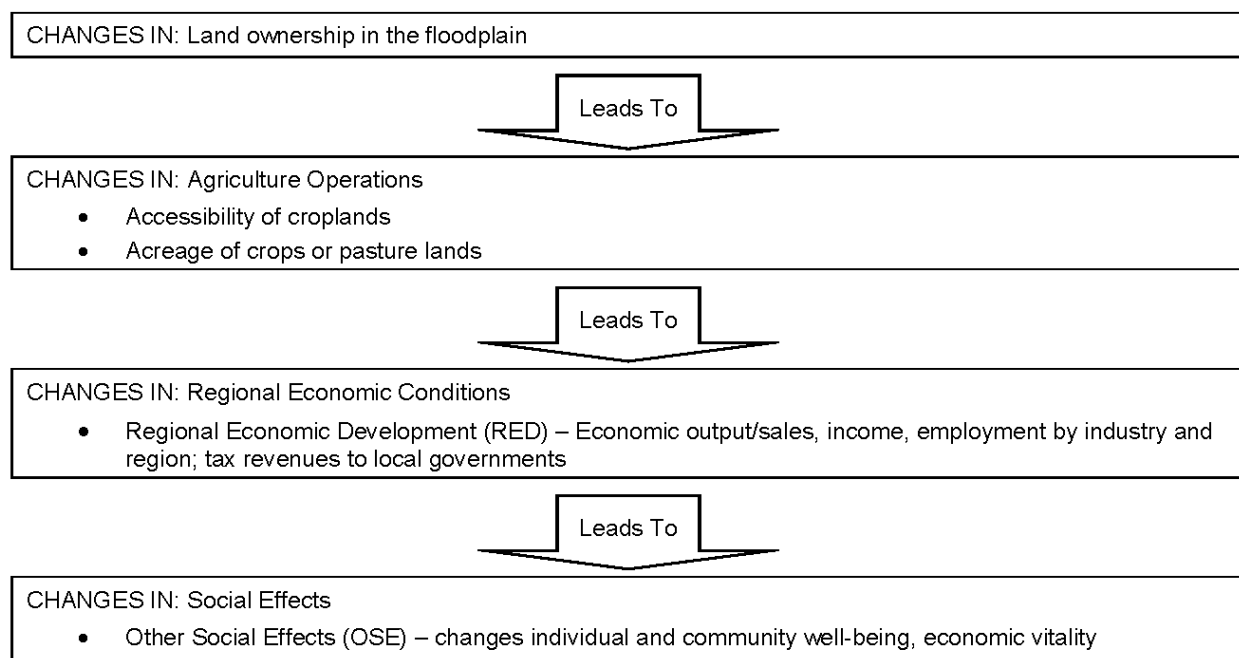 CHANGES IN: Land ownership in the floodplain
Leads To
CHANGES IN: Agriculture Operations
• Accessibility of croplands
• Acreage of crops or pasture lands
Leads To
CHANGES IN: Regional Economic Conditions
• Regional Economic Development (RED) – Economic output/sales, income, employment by industry and
region; tax revenues to local governments
Leads To
CHANGES IN: Social Effects
• Other Social Effects (OSE) – changes individual and community well-being, economic vitality